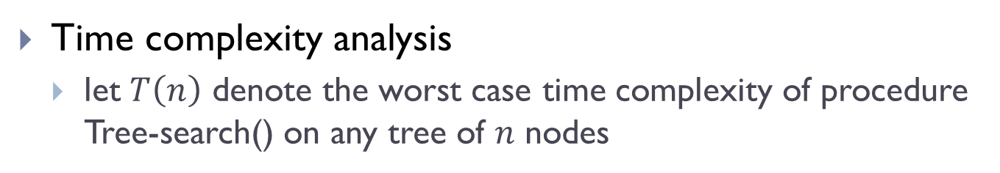 Time complexity analysis
let T(n) denote the worst case time complexity of procedure
Tree-search() on any tree of n nodes